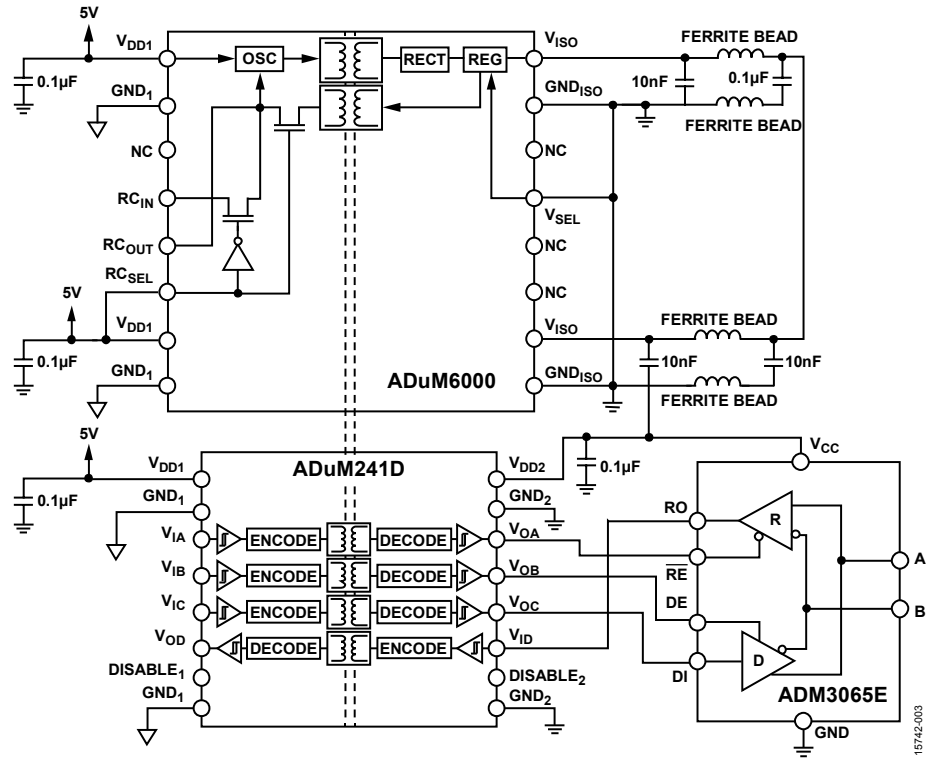 5V
0.1µF
VDD1
GND1
NC
RCIN
RCOUT
RCSEL
5V
VDD1
0.1µF
GND1
OSC
RECT
REG
ADuM6000
VISO
GNDISO
NC
VSEL
NC
NC
VISO
GNDISO
FERRITE BEAD
10nF
0.1µF
FERRITE BEAD
FERRITE BEAD
10nF
10nF
FERRITE BEAD
5V
0.1µF
VDD1
GND1
VIA
VIB
VIC
VOD
DISABLE1
GND1
ADuM241D
ENCODE
DECODE
ENCODE
DECODE
ENCODE
DECODE
DECODE
ENCODE
VDD2
GND2
VOA
VOB
VOC
VID
DISABLE2
GND2
0.1µF
VCC
RO
RE
DE
DI
R
D
A
B
ADM3065E
GND
15742-003